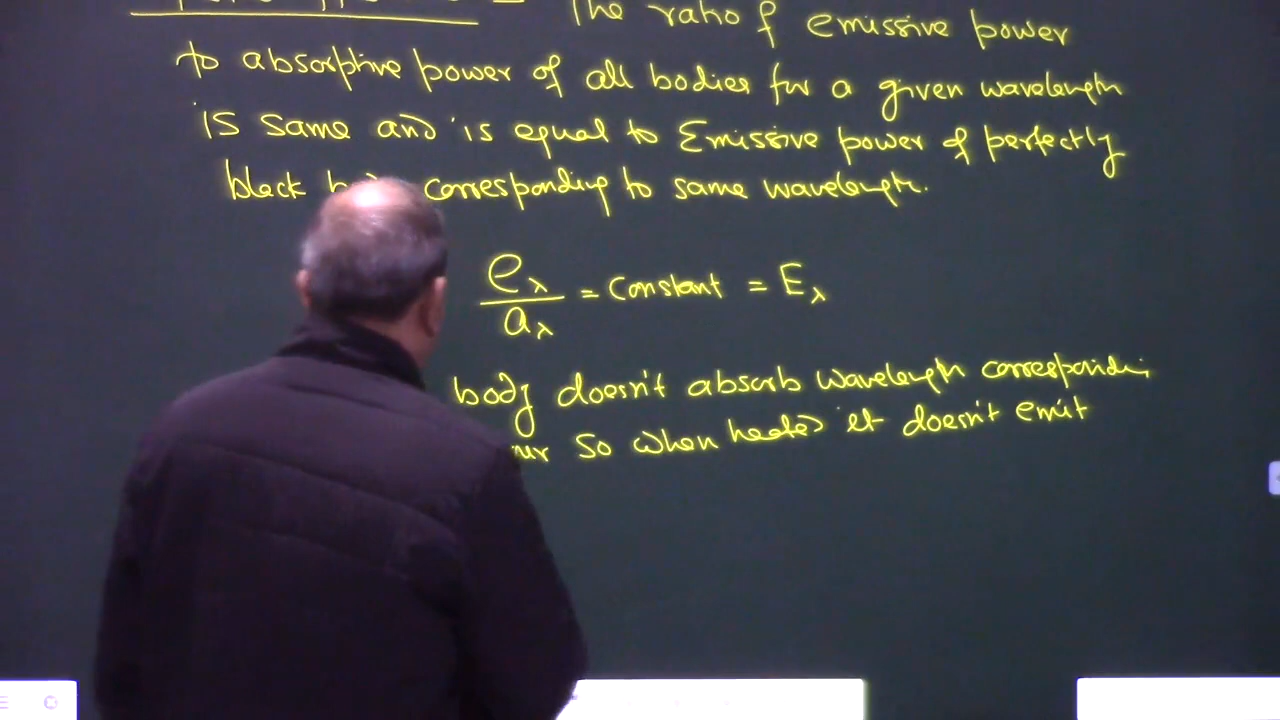 The ratio of emissive power
to absorptive power of all bodies for a given wavelength
is same and is equal to Emissive power of perfectly
black corresponding to same wavelength.
eλ/aλ = Constant = Eλ
body doesn't absorb wavelength corresponding
so when heated it doesn't emit